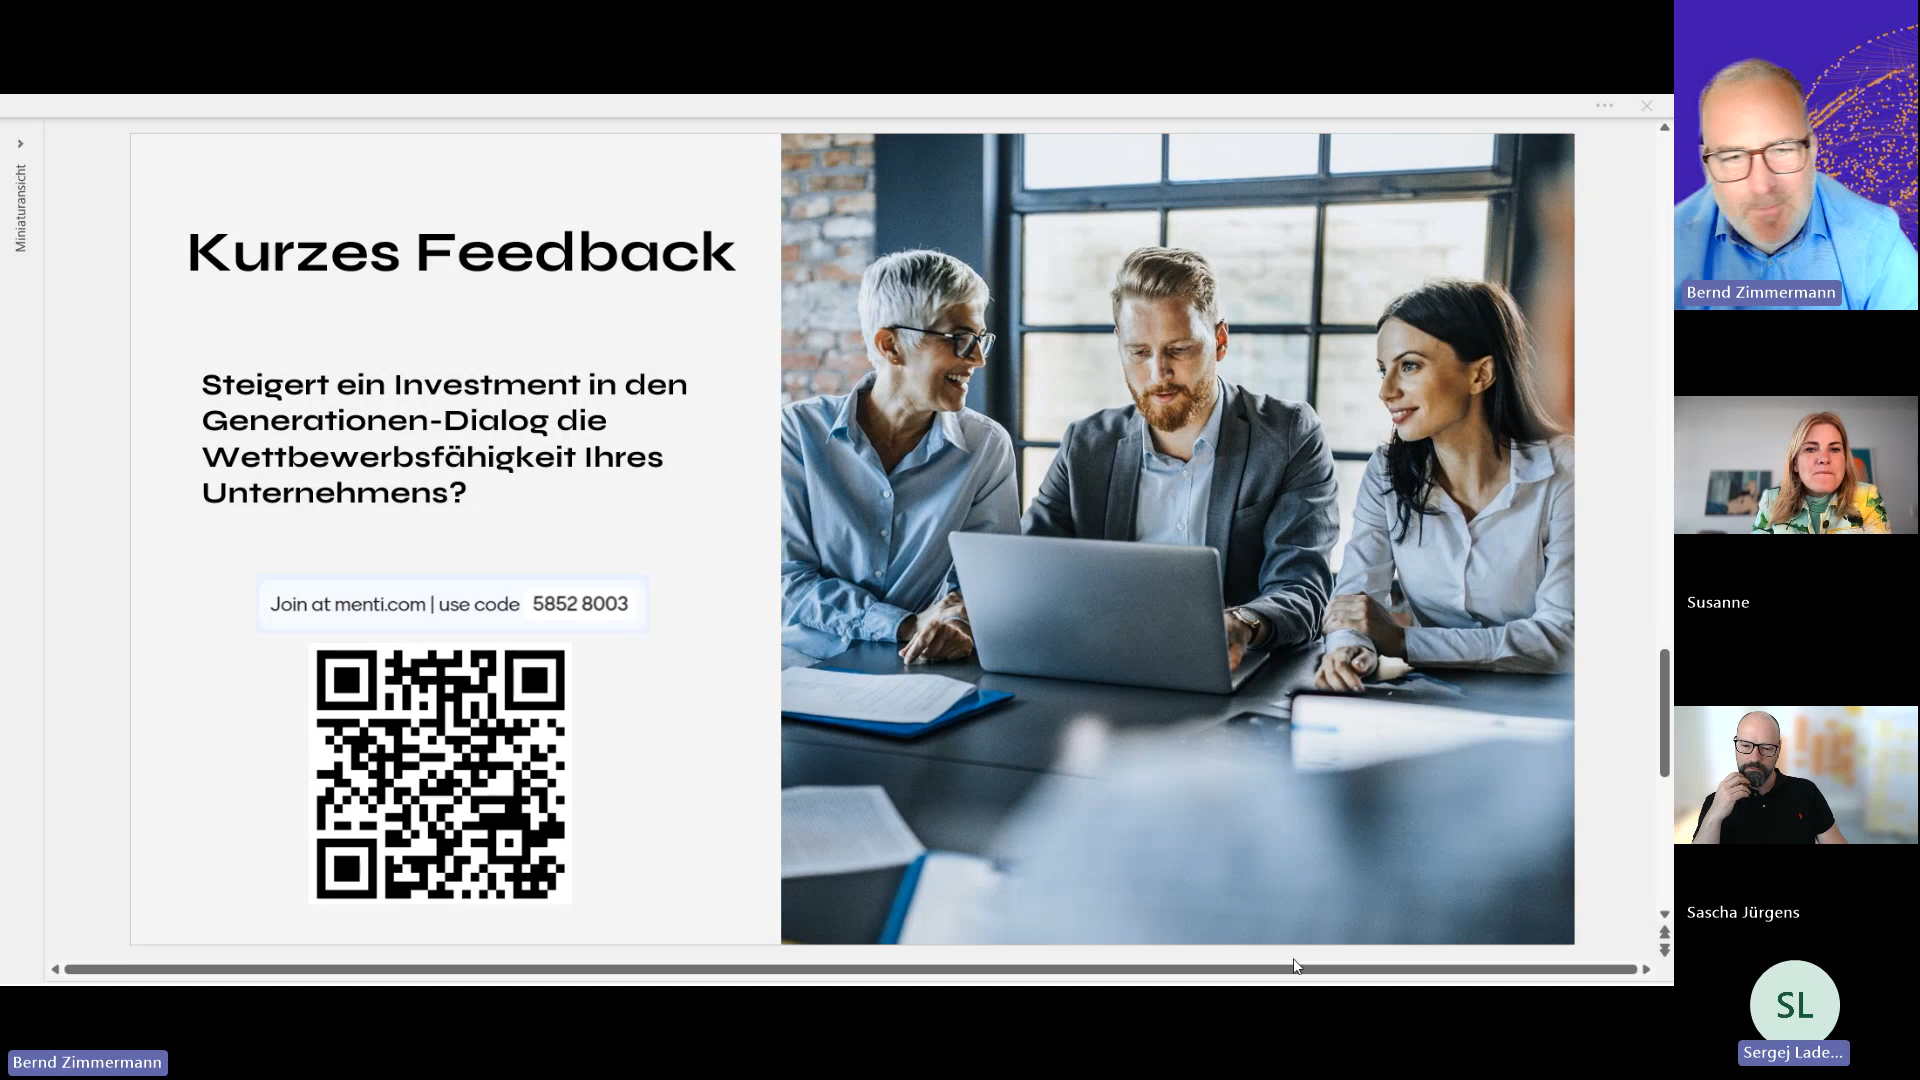 Miniaturansicht
Kurzes Feedback
Steigert ein Investment in den
Generationen-Dialog die
Wettbewerbsfähigkeit Ihres
Unternehmens?
Join at menti.com | use code 5852 8003
Bernd Zimmermann
Susanne
Sascha Jürgens
SL
Sergej Lade...
Bernd Zimmermann